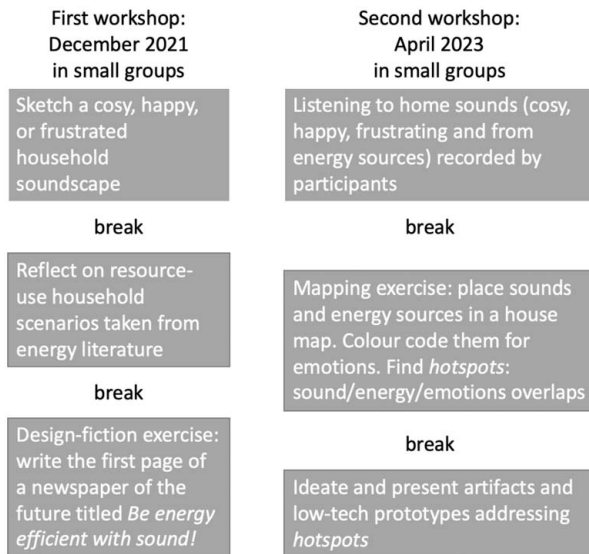 First workshop:
December 2021
in small groups
Sketch a cosy, happy,
or frustrated
household
soundscape
break
Reflect on resource-
use household
scenarios taken from
energy literature
break
Design-fiction exercise:
write the first page of
a newspaper of the
future titled Be energy
efficient with sound!
Second workshop:
April 2023
in small groups
Listening to home sounds (cosy,
happy, frustrating and from
energy sources) recorded by
participants
break
Mapping exercise: place sounds
and energy sources in a house
map. Colour code them for
emotions. Find hotspots:
sound/energy/emotions overlaps
break
Ideate and present artifacts and
low-tech prototypes addressing
hotspots